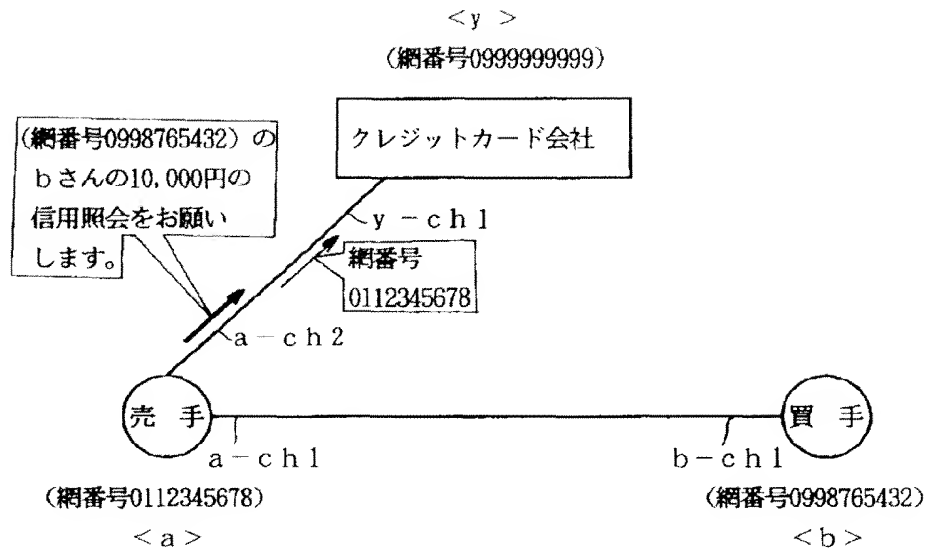 <y>
(網番号0999999999)
クレジットカード会社
(網番号0998765432)の
bさんの10,000円の
信用照会をお願い
します。
y-ch1
網番号
0112345678
a-ch2
売 手
買 手
a-ch1
b-ch1
(網番号0112345678)
(網番号0998765432)
<a>
<b>